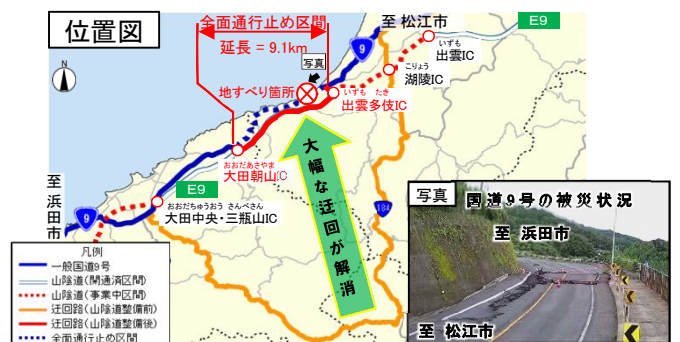 位置図
全面通行止め区間
延長 = 9.1km
写真
地すべり箇所
9
至 松江市
E9
いずも
出雲IC
こりょう
湖陵IC
いずも たき
出雲多伎IC
おおだあさやま
大田朝山IC
E9
おおだちゅうおう さんべさん
大田中央・三瓶山IC
至 浜田市
9
184
大幅な迂回が解消
凡例
一般国道9号
山陰道(開通済区間)
山陰道(事業中区間)
迂回路(山陰道整備前)
迂回路(山陰道整備後)
全面通行止め区間
写真
国道9号の被災状況
至 浜田市
至 松江市